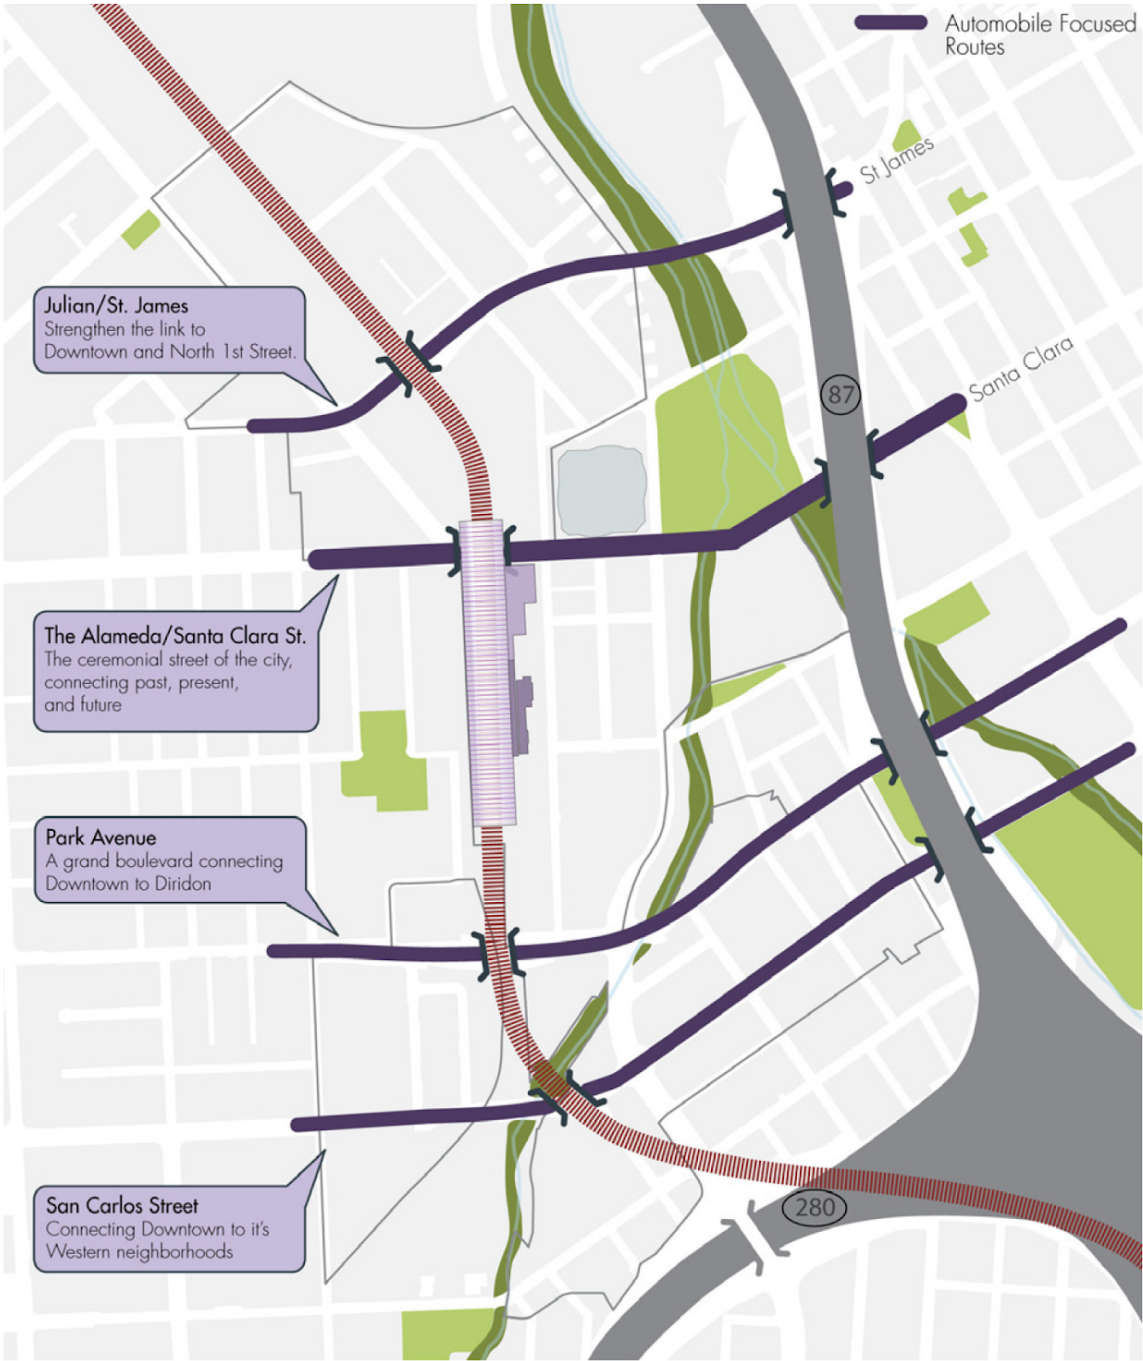 Automobile Focused
Routes
St James
Julian/St. James
Strengthen the link to
Downtown and North 1st Street.
Santa Clara
87
The Alameda/Santa Clara St.
The ceremonial street of the city,
connecting past, present,
and future
Park Avenue
A grand boulevard connecting
Downtown to Diridon
San Carlos Street
Connecting Downtown to it's
Western neighborhoods
280